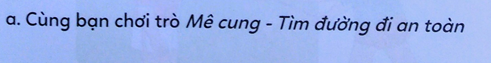 a. Cùng bạn chơi trò Mê cung - Tìm đường đi an toàn